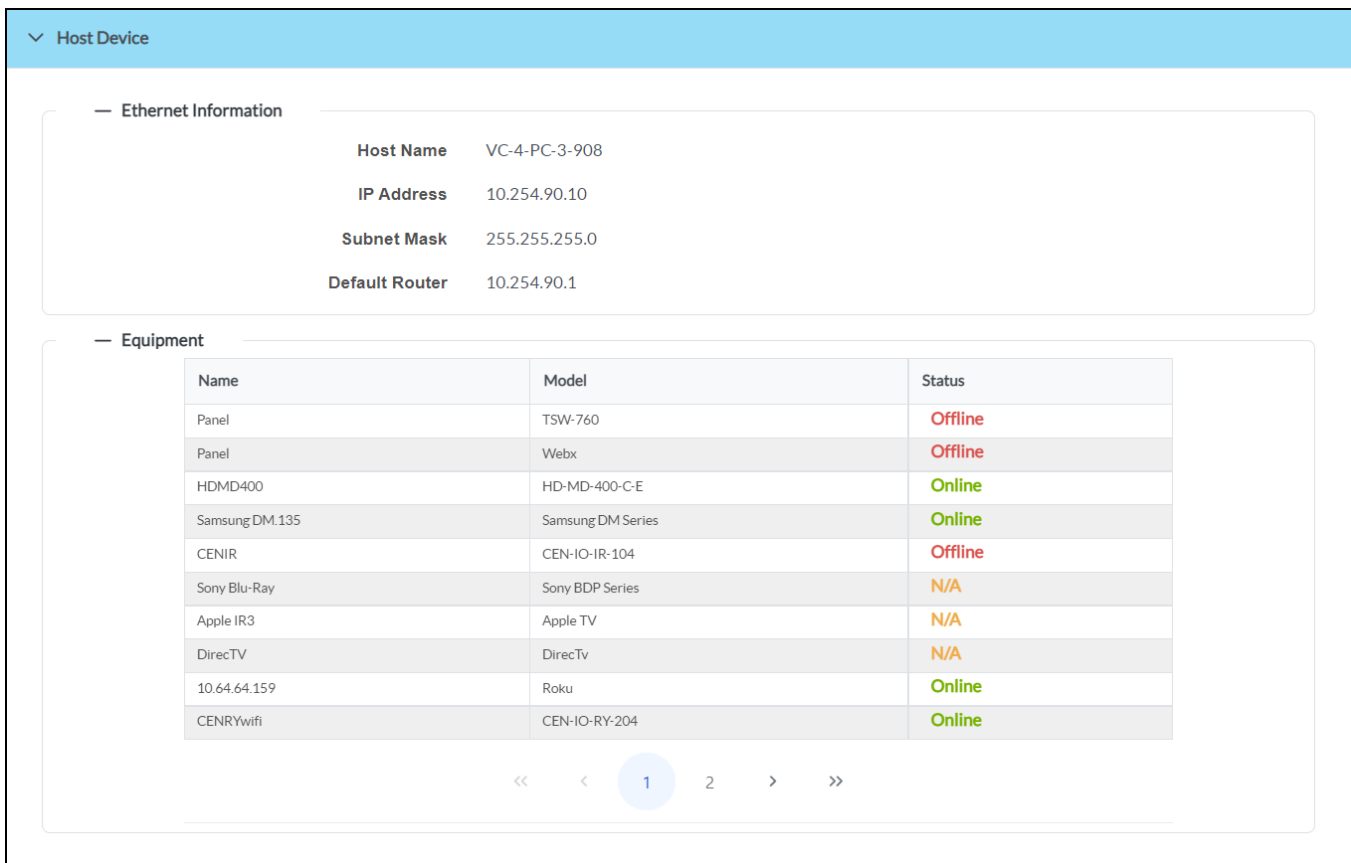 Host Device
Ethernet Information
Host Name VC-4-PC-3-908
IP Address 10.254.90.10
Subnet Mask 255.255.255.0
Default Router 10.254.90.1
Equipment
Name Model Status
Panel TSW-760 Offline
Panel Webx Offline
HDMD400 HD-MD-400-C-E Online
Samsung DM.135 Samsung DM Series Online
CENIR CEN-IO-IR-104 Offline
Sony Blu-Ray Sony BDP Series N/A
Apple IR3 Apple TV N/A
DirecTV DirecTv N/A
10.64.64.159 Roku Online
CENRYwifi CEN-IO-RY-204 Online
1 2